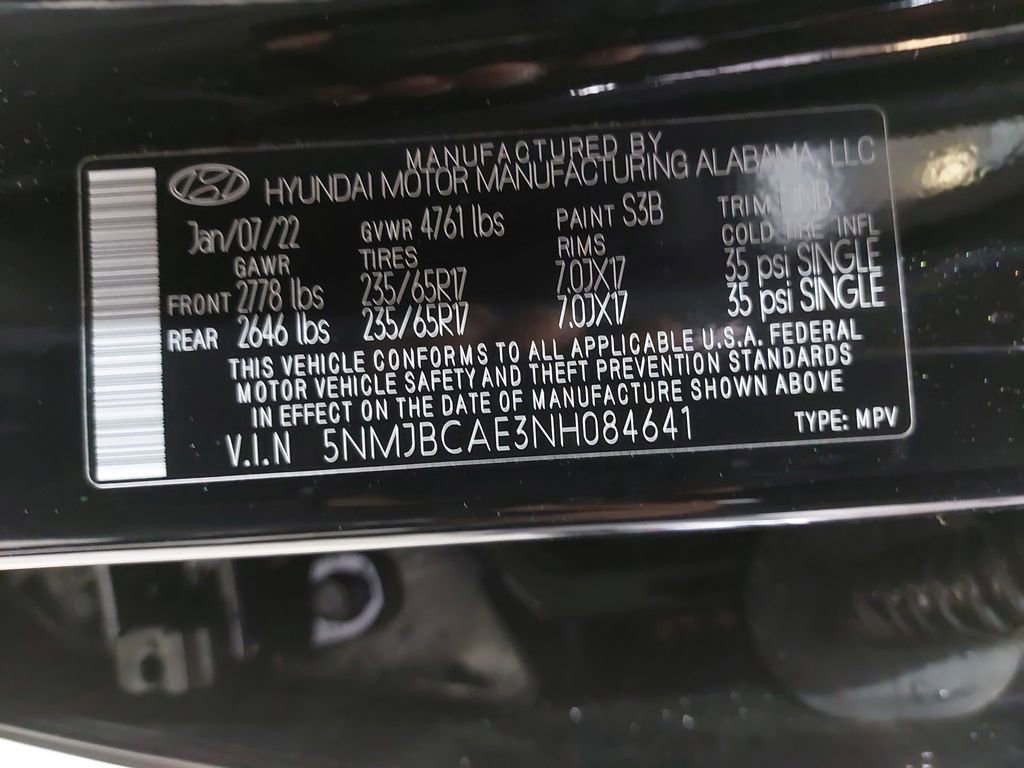 MANUFACTURED BY
HYUNDAI MOTOR MANUFACTURING ALABAMA, LLC
Jan/07/22 GVWR 4761 lbs PAINT S3B TRIM
GAWR TIRES RIMS COLD TIRE INFL
FRONT 2778 lbs 235/65R17 7.0JX17 35 psi SINGLE
REAR 2646 lbs 235/65R17 7.0JX17 35 psi SINGLE
THIS VEHICLE CONFORMS TO ALL APPLICABLE U.S.A. FEDERAL
MOTOR VEHICLE SAFETY AND THEFT PREVENTION STANDARDS
IN EFFECT ON THE DATE OF MANUFACTURE SHOWN ABOVE
V.I.N 5NMJBCAE3NH084641 TYPE: MPV